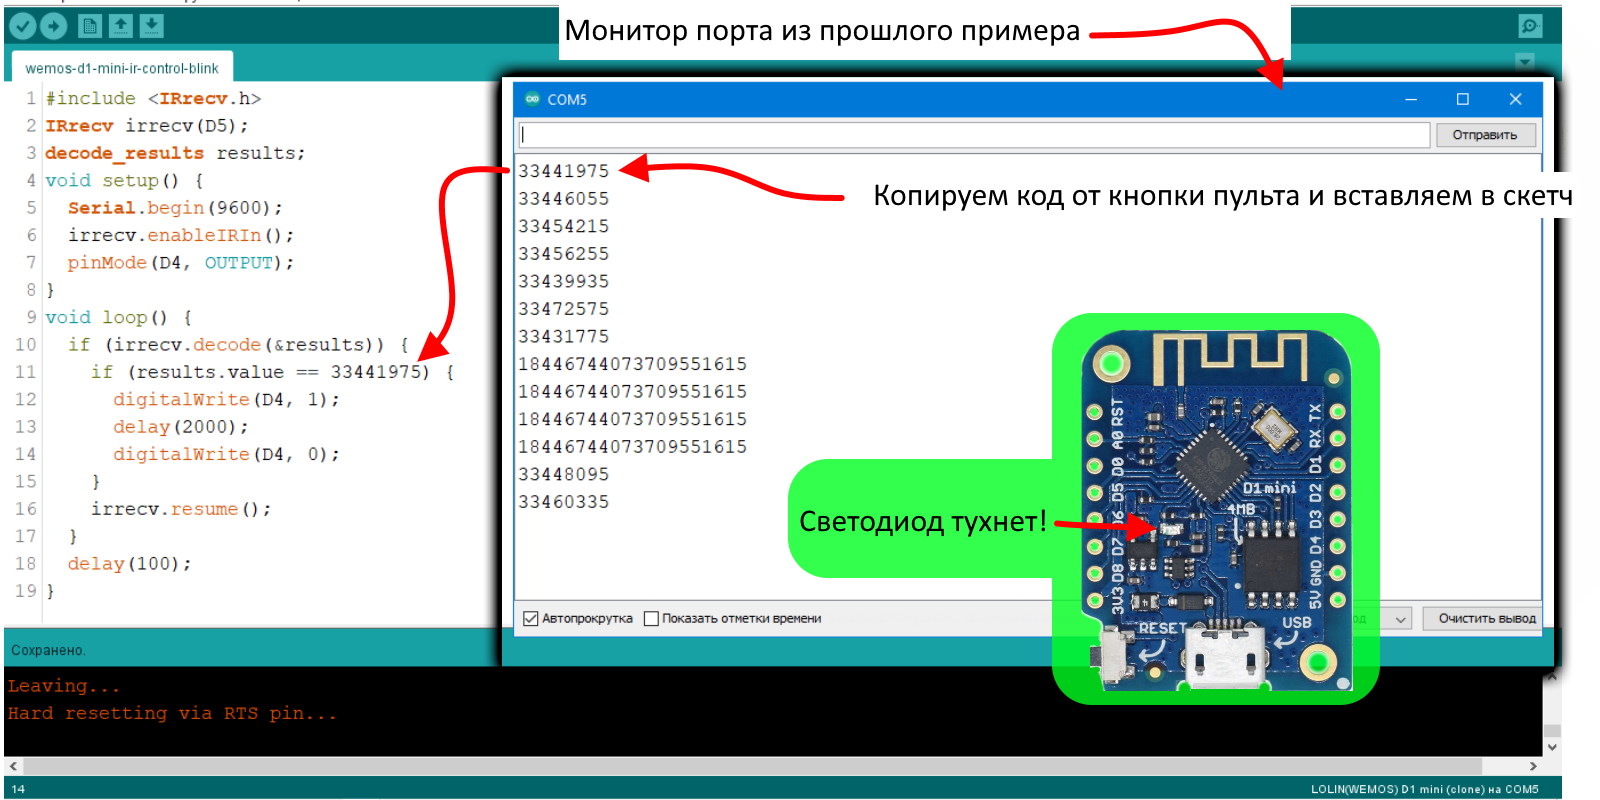 Монитор порта из прошлого примера
wemos-d1-mini-ir-control-blink
1 #include <IRrecv.h>
2 IRrecv irrecv(D5);
3 decode_results results;
4 void setup() {
5 Serial.begin(9600);
6 irrecv.enableIRIn();
7 pinMode(D4, OUTPUT);
8 }
9 void loop() {
10 if (irrecv.decode(&results)) {
11 if (results.value == 33441975) {
12 digitalWrite(D4, 1);
13 delay(2000);
14 digitalWrite(D4, 0);
15 }
16 irrecv.resume();
17 }
18 delay(100);
19 }
COM5
Отправить
33441975
Копируем код от кнопки пульта и вставляем в скетч
33446055
33454215
33456255
33439935
33472575
33431775
18446744073709551615
18446744073709551615
18446744073709551615
18446744073709551615
33448095
33460335
Светодиод тухнет!
RST
A0
D0
D5
D6
D7
D8
3V3
TX
RX
D1
D2
D3
D4
GND
5V
D1 mini
4MB
RESET
USB
Автопрокрутка
Показать отметки времени
Очистить вывод
Сохранено.
Leaving...
Hard resetting via RTS pin...
14
LOLIN(WEMOS) D1 mini (clone) на COM5